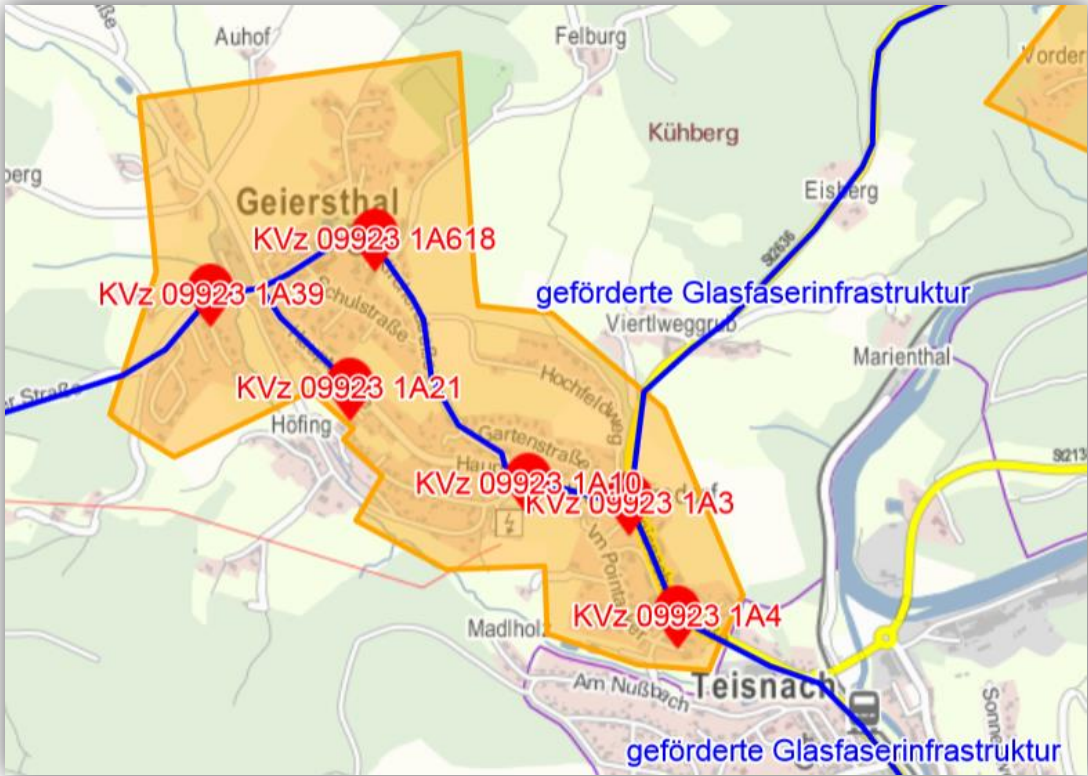 Auhof
Felburg
Vorder
Kühberg
berg
Eisberg
Geiersthal
KVz 09923 1A618
St2636
KVz 09923 1A39
geförderte Glasfaserinfrastruktur
Schulstraße
Viertlweggrub
Marienthal
KVz 09923 1A21
er Straße
Hochfeldweg
Höfing
Gartenstraße
St213
KVz 09923 1A10
KVz 09923 1A3
KVz 09923 1A4
Madlholz
Am Nußbach
Teisnach
Sonne
geförderte Glasfaserinfrastruktur